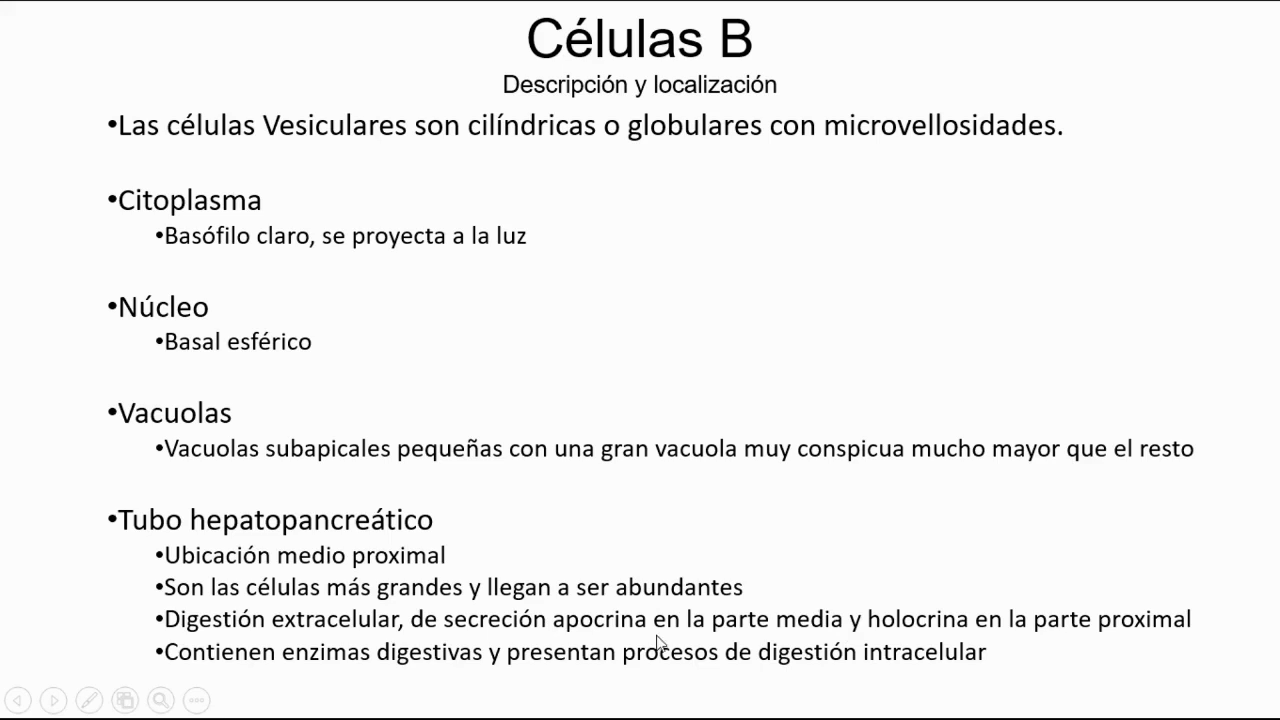 Células B
Descripción y localización
•Las células Vesiculares son cilíndricas o globulares con microvellosidades.
•Citoplasma
•Basófilo claro, se proyecta a la luz
•Núcleo
•Basal esférico
•Vacuolas
•Vacuolas subapicales pequeñas con una gran vacuola muy conspicua mucho mayor que el resto
•Tubo hepatopancreático
•Ubicación medio proximal
•Son las células más grandes y llegan a ser abundantes
•Digestión extracelular, de secreción apocrina en la parte media y holocrina en la parte proximal
•Contienen enzimas digestivas y presentan procesos de digestión intracelular